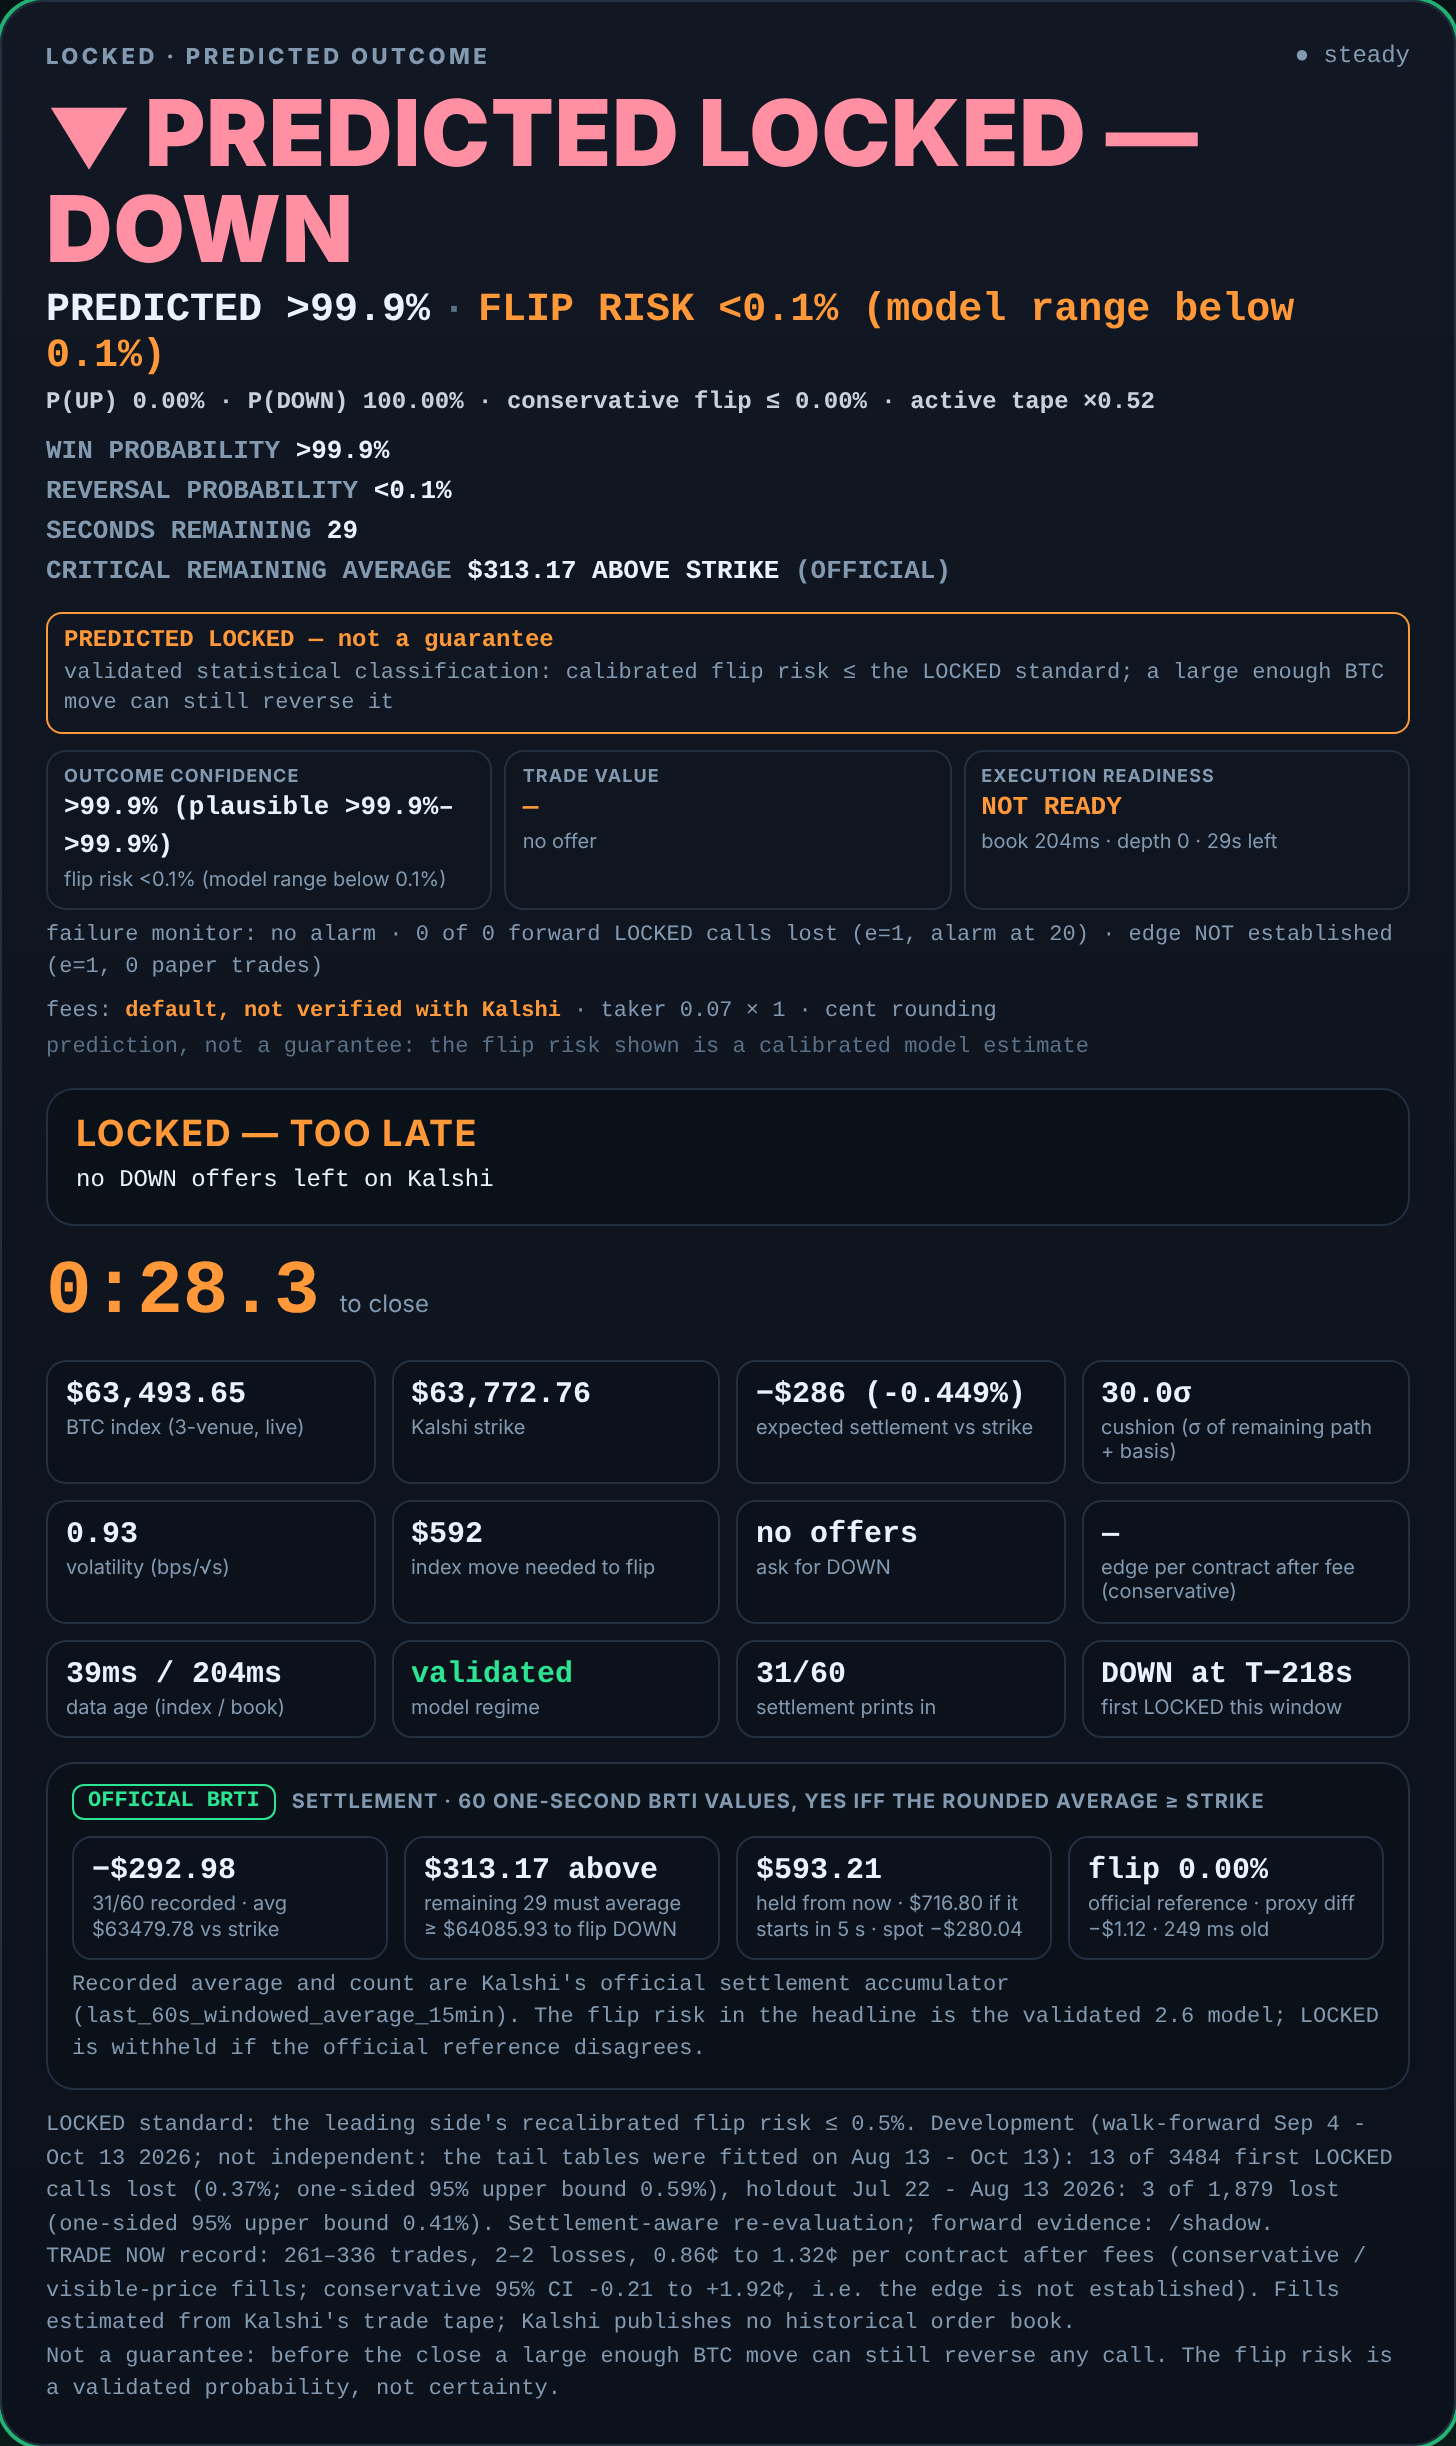 LOCKED · PREDICTED OUTCOME
● steady
▼ PREDICTED LOCKED —
DOWN
PREDICTED >99.9% · FLIP RISK <0.1% (model range below
0.1%)
P(UP) 0.00% · P(DOWN) 100.00% · conservative flip ≤ 0.00% · active tape ×0.52
WIN PROBABILITY >99.9%
REVERSAL PROBABILITY <0.1%
SECONDS REMAINING 29
CRITICAL REMAINING AVERAGE $313.17 ABOVE STRIKE (OFFICIAL)
PREDICTED LOCKED — not a guarantee
validated statistical classification: calibrated flip risk ≤ the LOCKED standard; a large enough BTC
move can still reverse it
OUTCOME CONFIDENCE
>99.9% (plausible >99.9%–
>99.9%)
flip risk <0.1% (model range below 0.1%)
TRADE VALUE
—
no offer
EXECUTION READINESS
NOT READY
book 204ms · depth 0 · 29s left
failure monitor: no alarm · 0 of 0 forward LOCKED calls lost (e=1, alarm at 20) · edge NOT established
(e=1, 0 paper trades)
fees: default, not verified with Kalshi · taker 0.07 × 1 · cent rounding
prediction, not a guarantee: the flip risk shown is a calibrated model estimate
LOCKED — TOO LATE
no DOWN offers left on Kalshi
0:28.3 to close
$63,493.65
BTC index (3-venue, live)
$63,772.76
Kalshi strike
−$286 (-0.449%)
expected settlement vs strike
30.0σ
cushion (σ of remaining path
+ basis)
0.93
volatility (bps/√s)
$592
index move needed to flip
no offers
ask for DOWN
—
edge per contract after fee
(conservative)
39ms / 204ms
data age (index / book)
validated
model regime
31/60
settlement prints in
DOWN at T−218s
first LOCKED this window
OFFICIAL BRTI SETTLEMENT · 60 ONE-SECOND BRTI VALUES, YES IFF THE ROUNDED AVERAGE ≥ STRIKE
−$292.98
31/60 recorded · avg
$63479.78 vs strike
$313.17 above
remaining 29 must average
≥ $64085.93 to flip DOWN
$593.21
held from now · $716.80 if it
starts in 5 s · spot −$280.04
flip 0.00%
official reference · proxy diff
−$1.12 · 249 ms old
Recorded average and count are Kalshi's official settlement accumulator
(last_60s_windowed_average_15min). The flip risk in the headline is the validated 2.6 model; LOCKED
is withheld if the official reference disagrees.
LOCKED standard: the leading side's recalibrated flip risk ≤ 0.5%. Development (walk-forward Sep 4 -
Oct 13 2026; not independent: the tail tables were fitted on Aug 13 - Oct 13): 13 of 3484 first LOCKED
calls lost (0.37%; one-sided 95% upper bound 0.59%), holdout Jul 22 - Aug 13 2026: 3 of 1,879 lost
(one-sided 95% upper bound 0.41%). Settlement-aware re-evaluation; forward evidence: /shadow.
TRADE NOW record: 261–336 trades, 2–2 losses, 0.86¢ to 1.32¢ per contract after fees (conservative /
visible-price fills; conservative 95% CI -0.21 to +1.92¢, i.e. the edge is not established). Fills
estimated from Kalshi's trade tape; Kalshi publishes no historical order book.
Not a guarantee: before the close a large enough BTC move can still reverse any call. The flip risk is
a validated probability, not certainty.